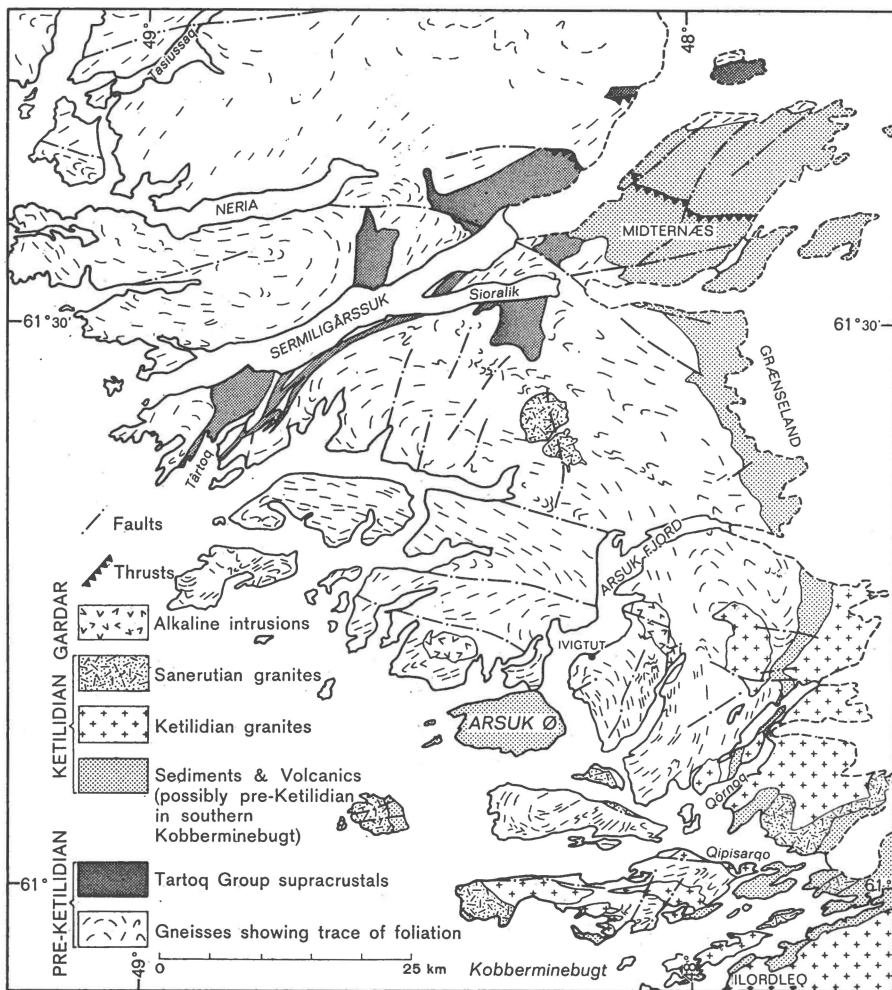 49°
48°
Tasiussaq
NERIA
MIDTERNÆS
Sioralik
SERMILIGÅRSSUK
61° 30'
61° 30'
GRÆNSELAND
Târtoq
Faults
Thrusts
ARSUK FJORD
GARDAR
Alkaline intrusions
IVIGTUT
KETILIDIAN
Sanerutian granites
Ketilidian granites
ARSUK Ø
Sediments & Volcanics
(possibly pre-Ketilidian
in southern
Kobberminebugt)
Qôrnoq
Qipisarqo
PRE-KETILIDIAN
61°
61°
Tartoq Group supracrustals
Gneisses showing trace of foliation
49°
0
25 km
Kobberminebugt
48°
ILORDLEQ